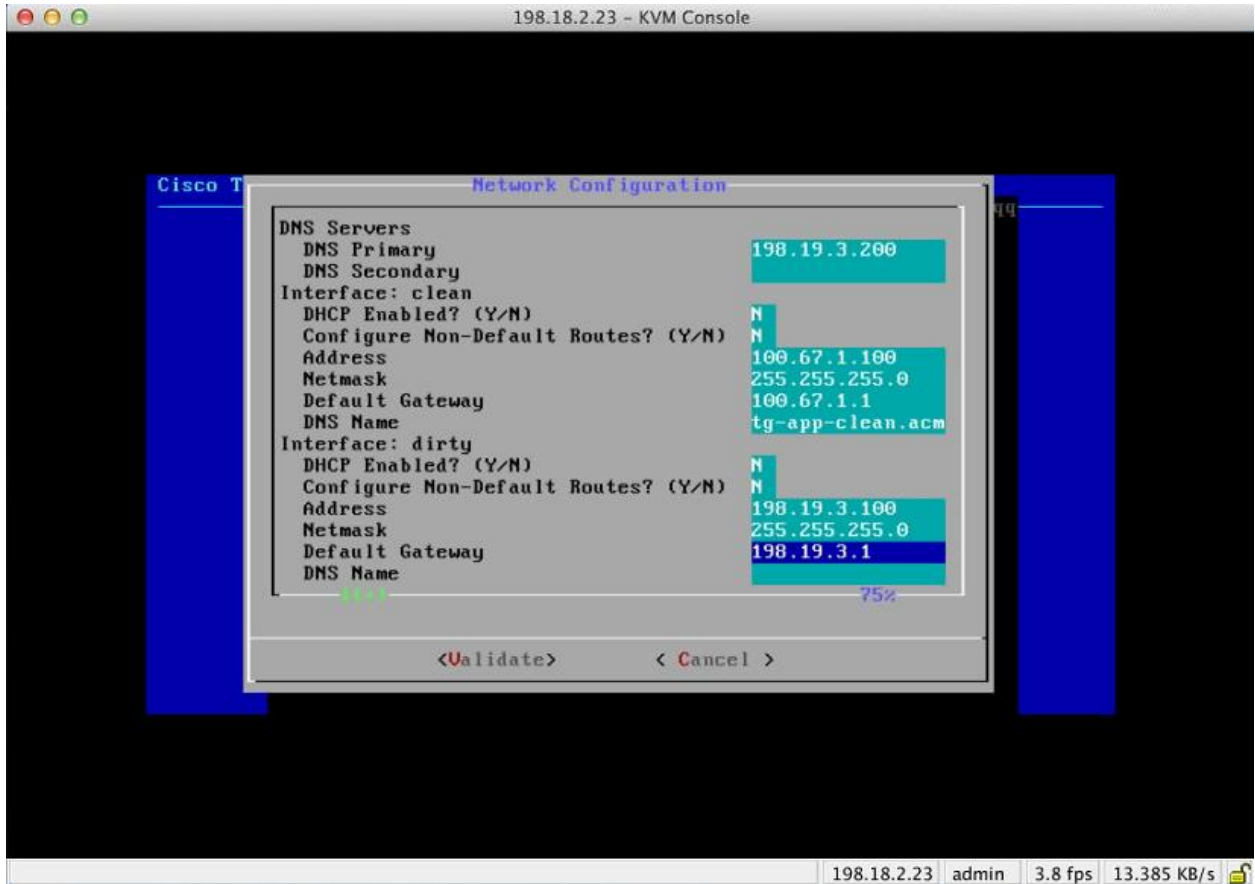 198.18.2.23 – KVM Console
Cisco T
Network Configuration
qq
DNS Servers
DNS Primary 198.19.3.200
DNS Secondary
Interface: clean
DHCP Enabled? (Y/N) N
Configure Non-Default Routes? (Y/N) N
Address 100.67.1.100
Netmask 255.255.255.0
Default Gateway 100.67.1.1
DNS Name tg-app-clean.acm
Interface: dirty
DHCP Enabled? (Y/N) N
Configure Non-Default Routes? (Y/N) N
Address 198.19.3.100
Netmask 255.255.255.0
Default Gateway 198.19.3.1
DNS Name
75%
<Validate> < Cancel >
198.18.2.23 admin 3.8 fps 13.385 KB/s